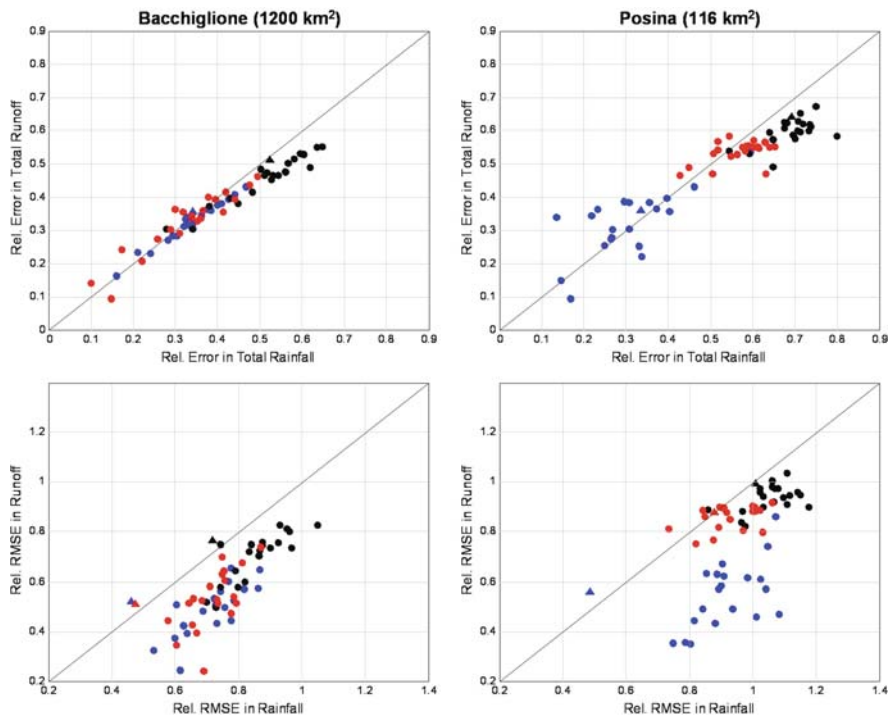 Bacchiglione (1200 km²)
Posina (116 km²)
Rel. Error in Total Runoff
0.9
0.8
0.7
0.6
0.5
0.4
0.3
0.2
0.1
0
0 0.1 0.2 0.3 0.4 0.5 0.6 0.7 0.8 0.9
Rel. Error in Total Rainfall
Rel. Error in Total Runoff
0.9
0.8
0.7
0.6
0.5
0.4
0.3
0.2
0.1
0
0 0.1 0.2 0.3 0.4 0.5 0.6 0.7 0.8 0.9
Rel. Error in Total Rainfall
Rel. RMSE in Runoff
1.2
1
0.8
0.6
0.4
0.2
0.2 0.4 0.6 0.8 1 1.2 1.4
Rel. RMSE in Rainfall
Rel. RMSE in Runoff
1.2
1
0.8
0.6
0.4
0.2
0.2 0.4 0.6 0.8 1 1.2 1.4
Rel. RMSE in Rainfall